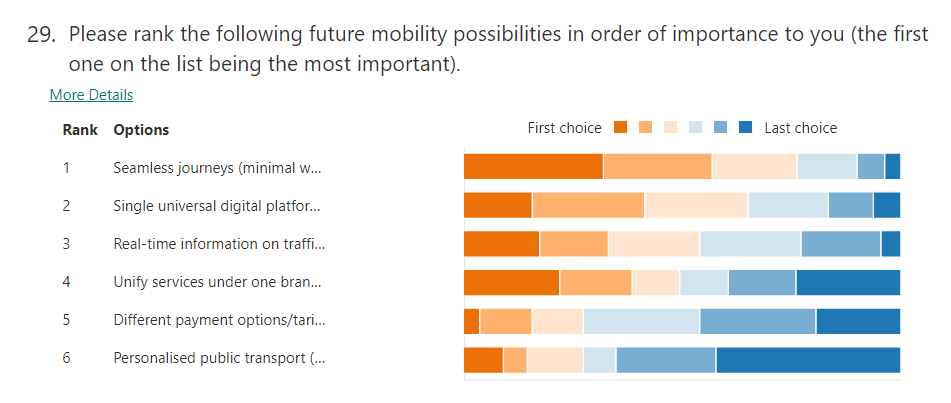 29. Please rank the following future mobility possibilities in order of importance to you (the first
one on the list being the most important).
More Details
Rank Options First choice Last choice
1 Seamless journeys (minimal w...
2 Single universal digital platfor...
3 Real-time information on traffi...
4 Unify services under one bran...
5 Different payment options/tari...
6 Personalised public transport (...